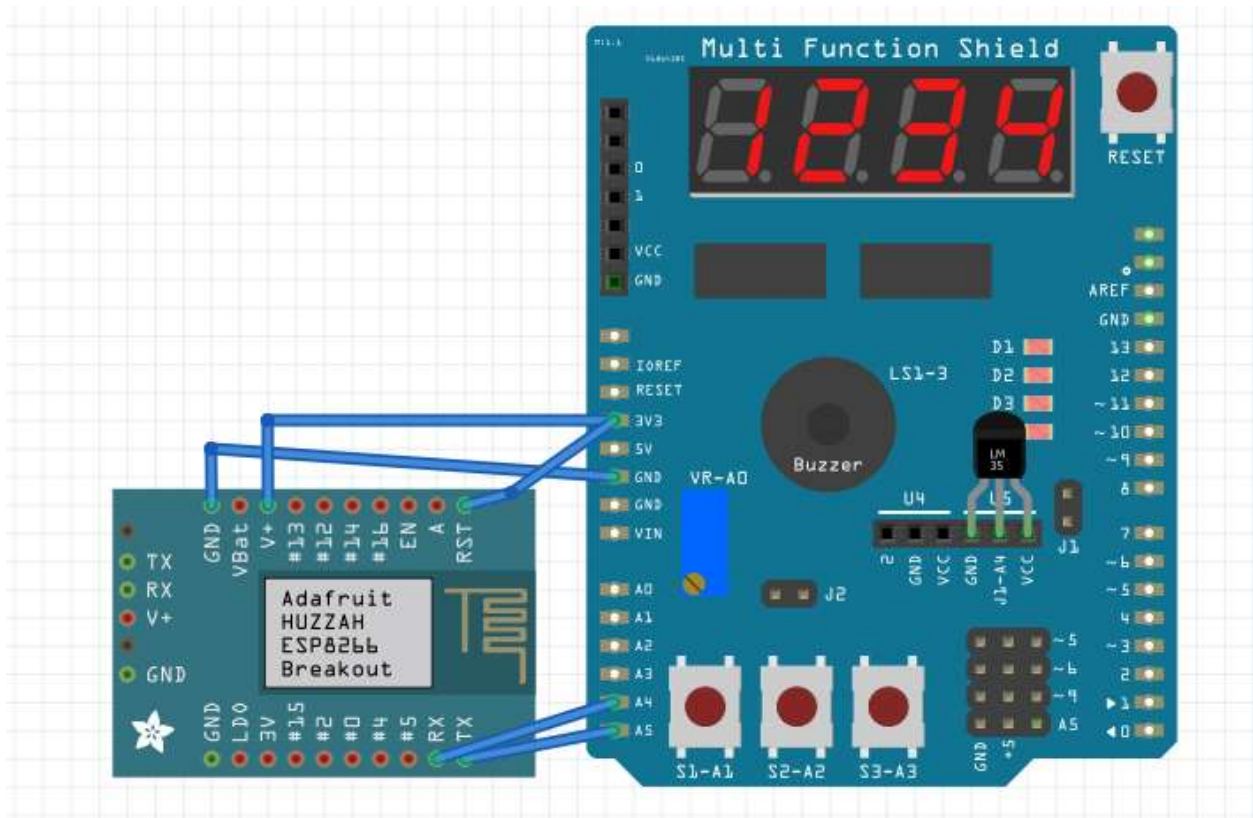 Multi Function Shield
1234
RESET
0
1
VCC
GND
IOREF
RESET
3V3
5V
GND
GND
VIN
A0
A1
A2
A3
A4
A5
AREF
GND
13
12
~11
~10
~9
8
7
~6
~5
4
~3
2
1
0
D1
D2
D3
LS1-3
Buzzer
LM
35
VR-A0
U4
U5
2
GND
VCC
GND
J1-A4
VCC
J1
J2
~5
~6
~9
A5
GND
+5
S1-A1 S2-A2 S3-A3
GND VBat V+ #13 #12 #14 #16 EN A RST
TX
RX
V+
GND
Adafruit
HUZZAH
ESP8266
Breakout
GND LDO 3V #15 #2 #0 #4 #5 RX TX